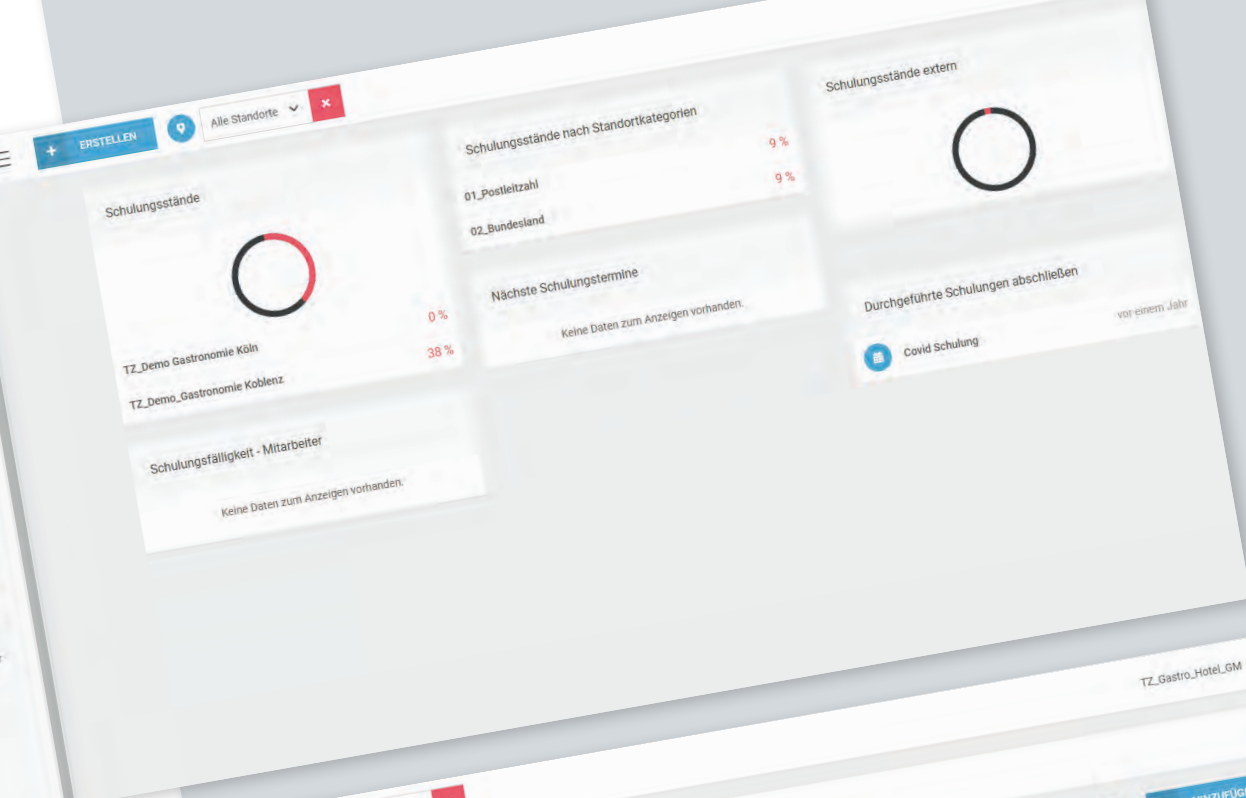 ERSTELLEN
Alle Standorte
Schulungsstände
TZ_Demo Gastronomie Köln 0 %
TZ_Demo_Gastronomie Koblenz 38 %
Schulungsfälligkeit - Mitarbeiter
Keine Daten zum Anzeigen vorhanden.
Schulungsstände nach Standortkategorien
01_Postleitzahl 9 %
02_Bundesland 9 %
Nächste Schulungstermine
Keine Daten zum Anzeigen vorhanden.
Schulungsstände extern
Durchgeführte Schulungen abschließen
Covid Schulung vor einem Jahr
TZ_Gastro_Hotel_GM